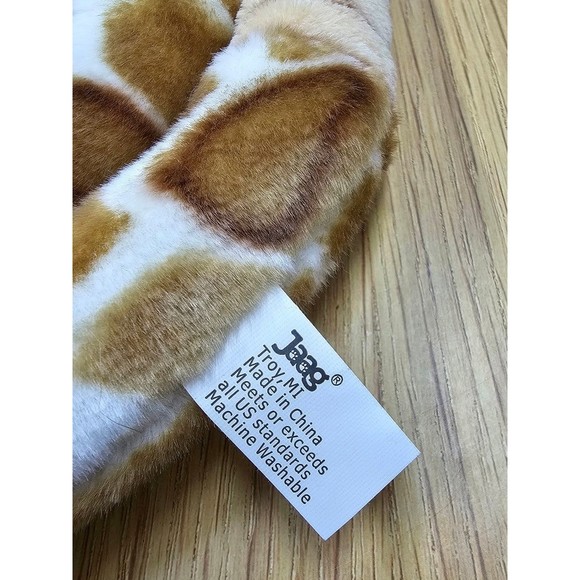 Jaag®
Troy, MI
Made in China
Meets or exceeds
all US standards
Machine Washable